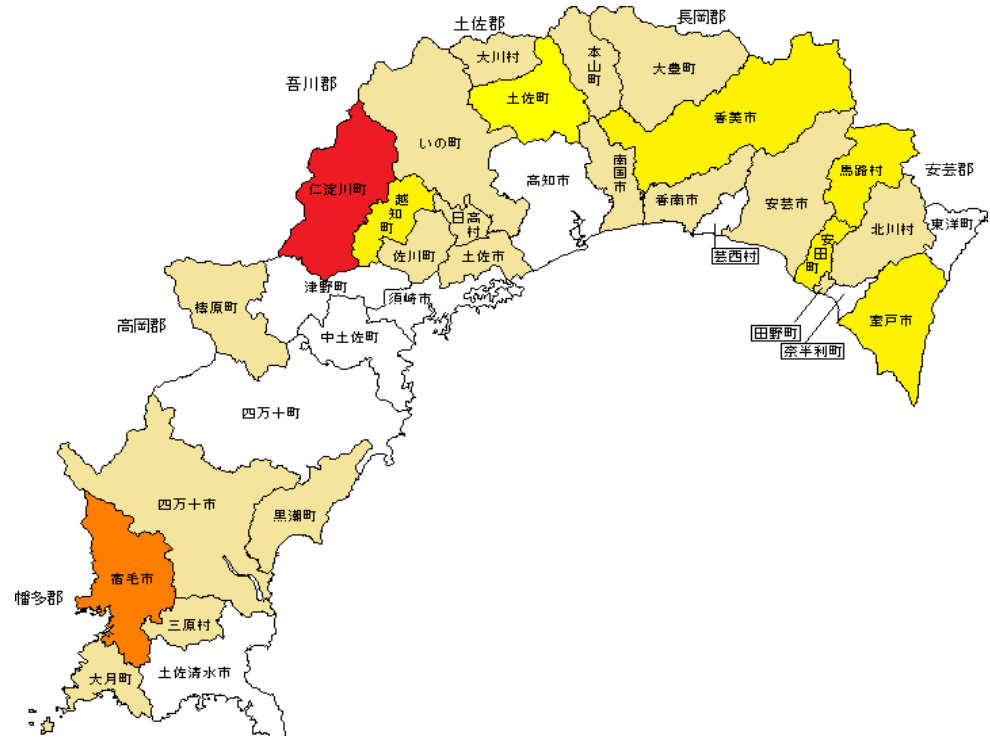 土佐郡
長岡郡
大川村
本山町
大豊町
吾川郡
土佐町
香美市
いの町
高知市
南国市
馬路村
安芸郡
仁淀川町
越知町
日高村
香南市
安芸市
北川村
東洋町
佐川町
土佐市
芸西村
安田町
津野町
須崎市
梼原町
高岡郡
中土佐町
田野町
奈半利町
室戸市
四万十町
四万十市
黒潮町
宿毛市
幡多郡
三原村
大月町
土佐清水市